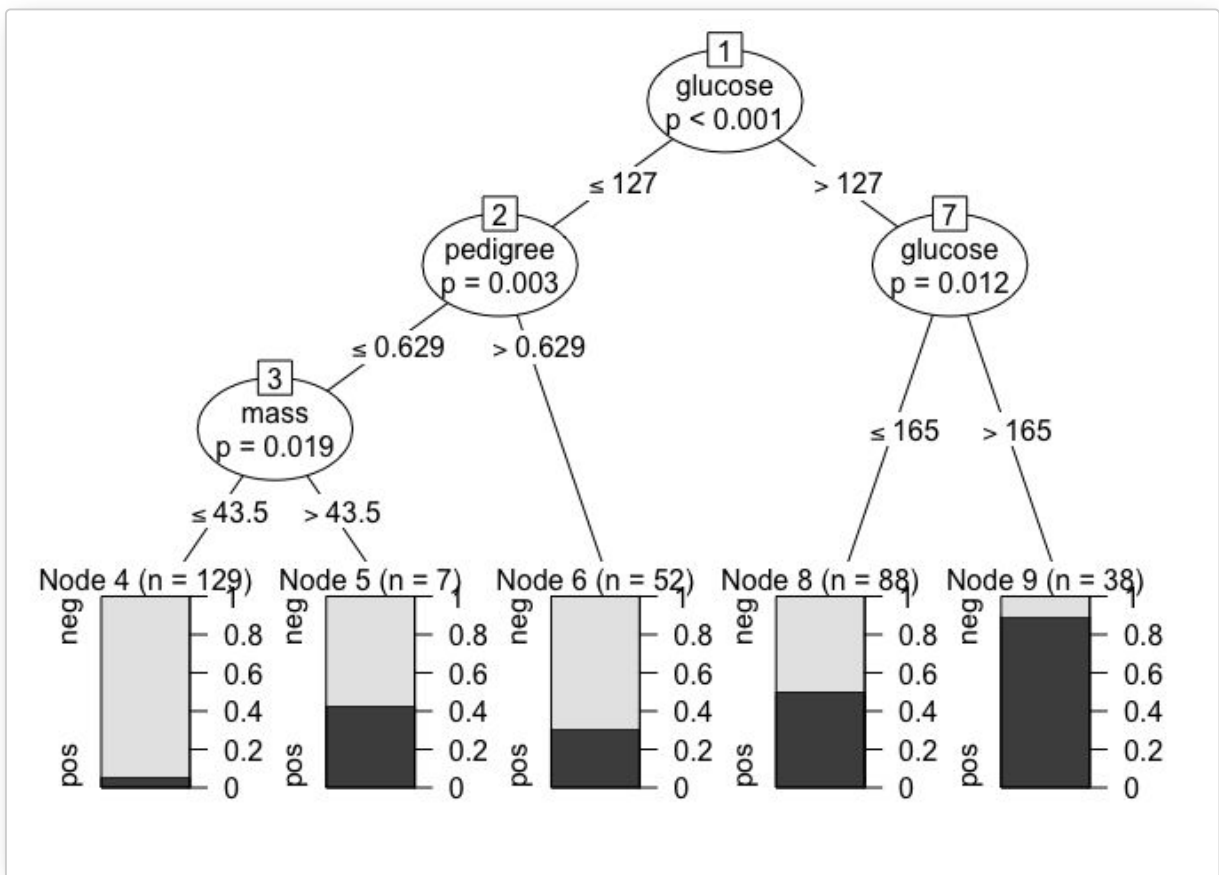 1
glucose
p < 0.001
≤ 127
> 127
2
pedigree
p = 0.003
7
glucose
p = 0.012
≤ 0.629
> 0.629
3
mass
p = 0.019
≤ 165
> 165
≤ 43.5
> 43.5
Node 4 (n = 129)
neg
pos
1
0.8
0.6
0.4
0.2
0
Node 5 (n = 7)
neg
pos
1
0.8
0.6
0.4
0.2
0
Node 6 (n = 52)
neg
pos
1
0.8
0.6
0.4
0.2
0
Node 8 (n = 88)
neg
pos
1
0.8
0.6
0.4
0.2
0
Node 9 (n = 38)
neg
pos
1
0.8
0.6
0.4
0.2
0